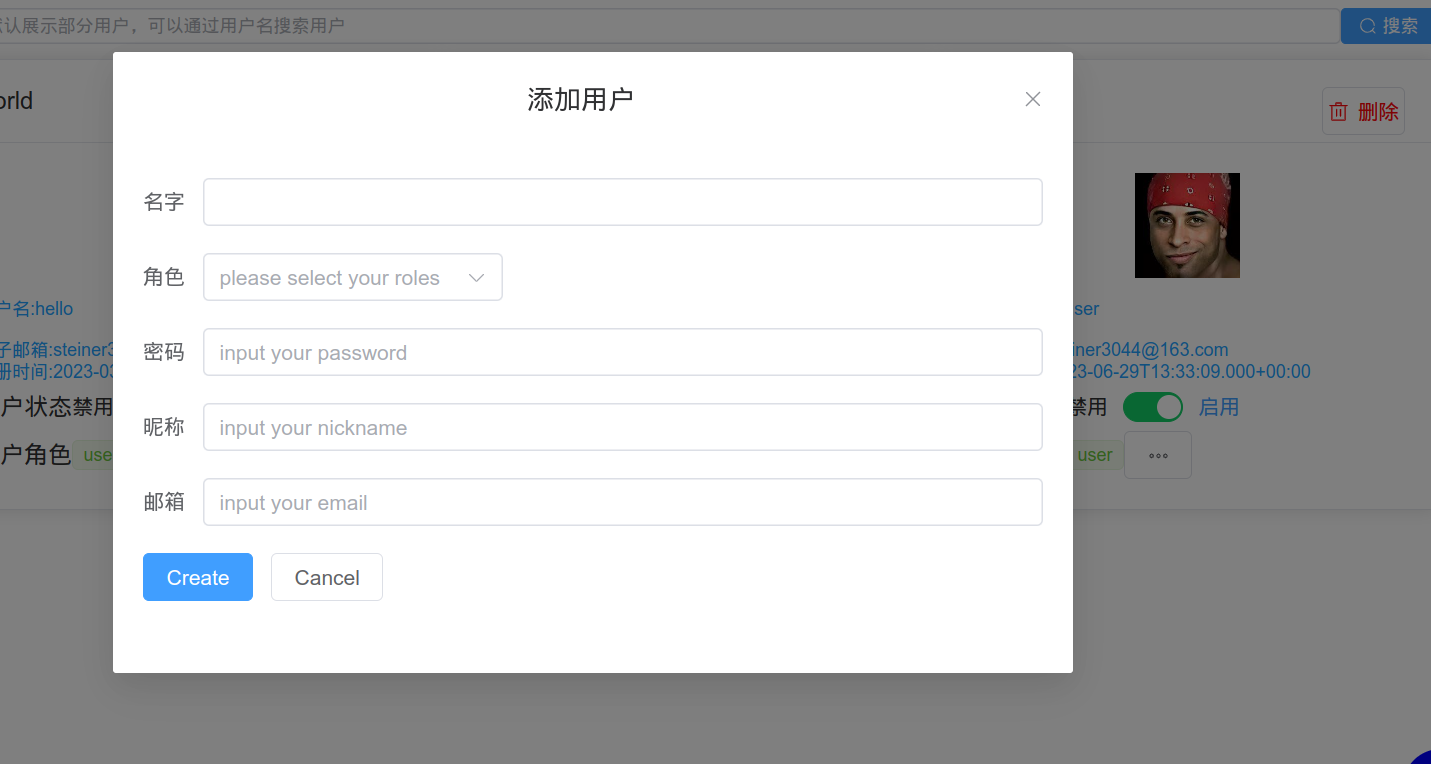 认展示部分用户，可以通过用户名搜索用户
搜索
orld
删除
添加用户
名字
角色
please select your roles
密码
input your password
昵称
input your nickname
邮箱
input your email
Create
Cancel
户名:hello
子邮箱:steiner3
册时间:2023-03
户状态禁用
户角色
use
ser
iner3044@163.com
23-06-29T13:33:09.000+00:00
禁用
启用
user